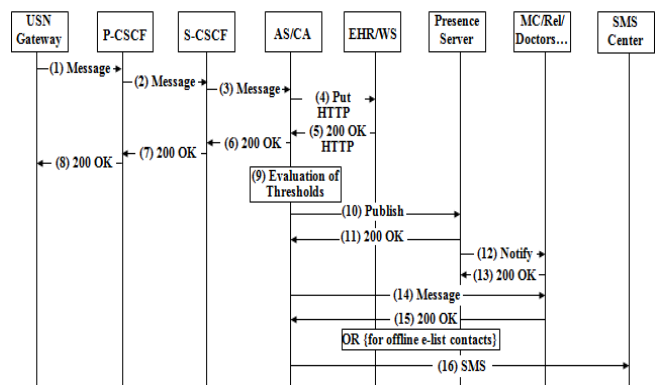 USN
Gateway
P-CSCF
S-CSCF
AS/CA
EHR/WS
Presence
Server
MC/Rel/
Doctors...
SMS
Center
(1) Message
(2) Message
(3) Message
(4) Put
HTTP
(5) 200 OK
HTTP
(6) 200 OK
(7) 200 OK
(8) 200 OK
(9) Evaluation of
Thresholds
(10) Publish
(11) 200 OK
(12) Notify
(13) 200 OK
(14) Message
(15) 200 OK
OR {for offline e-list contacts}
(16) SMS